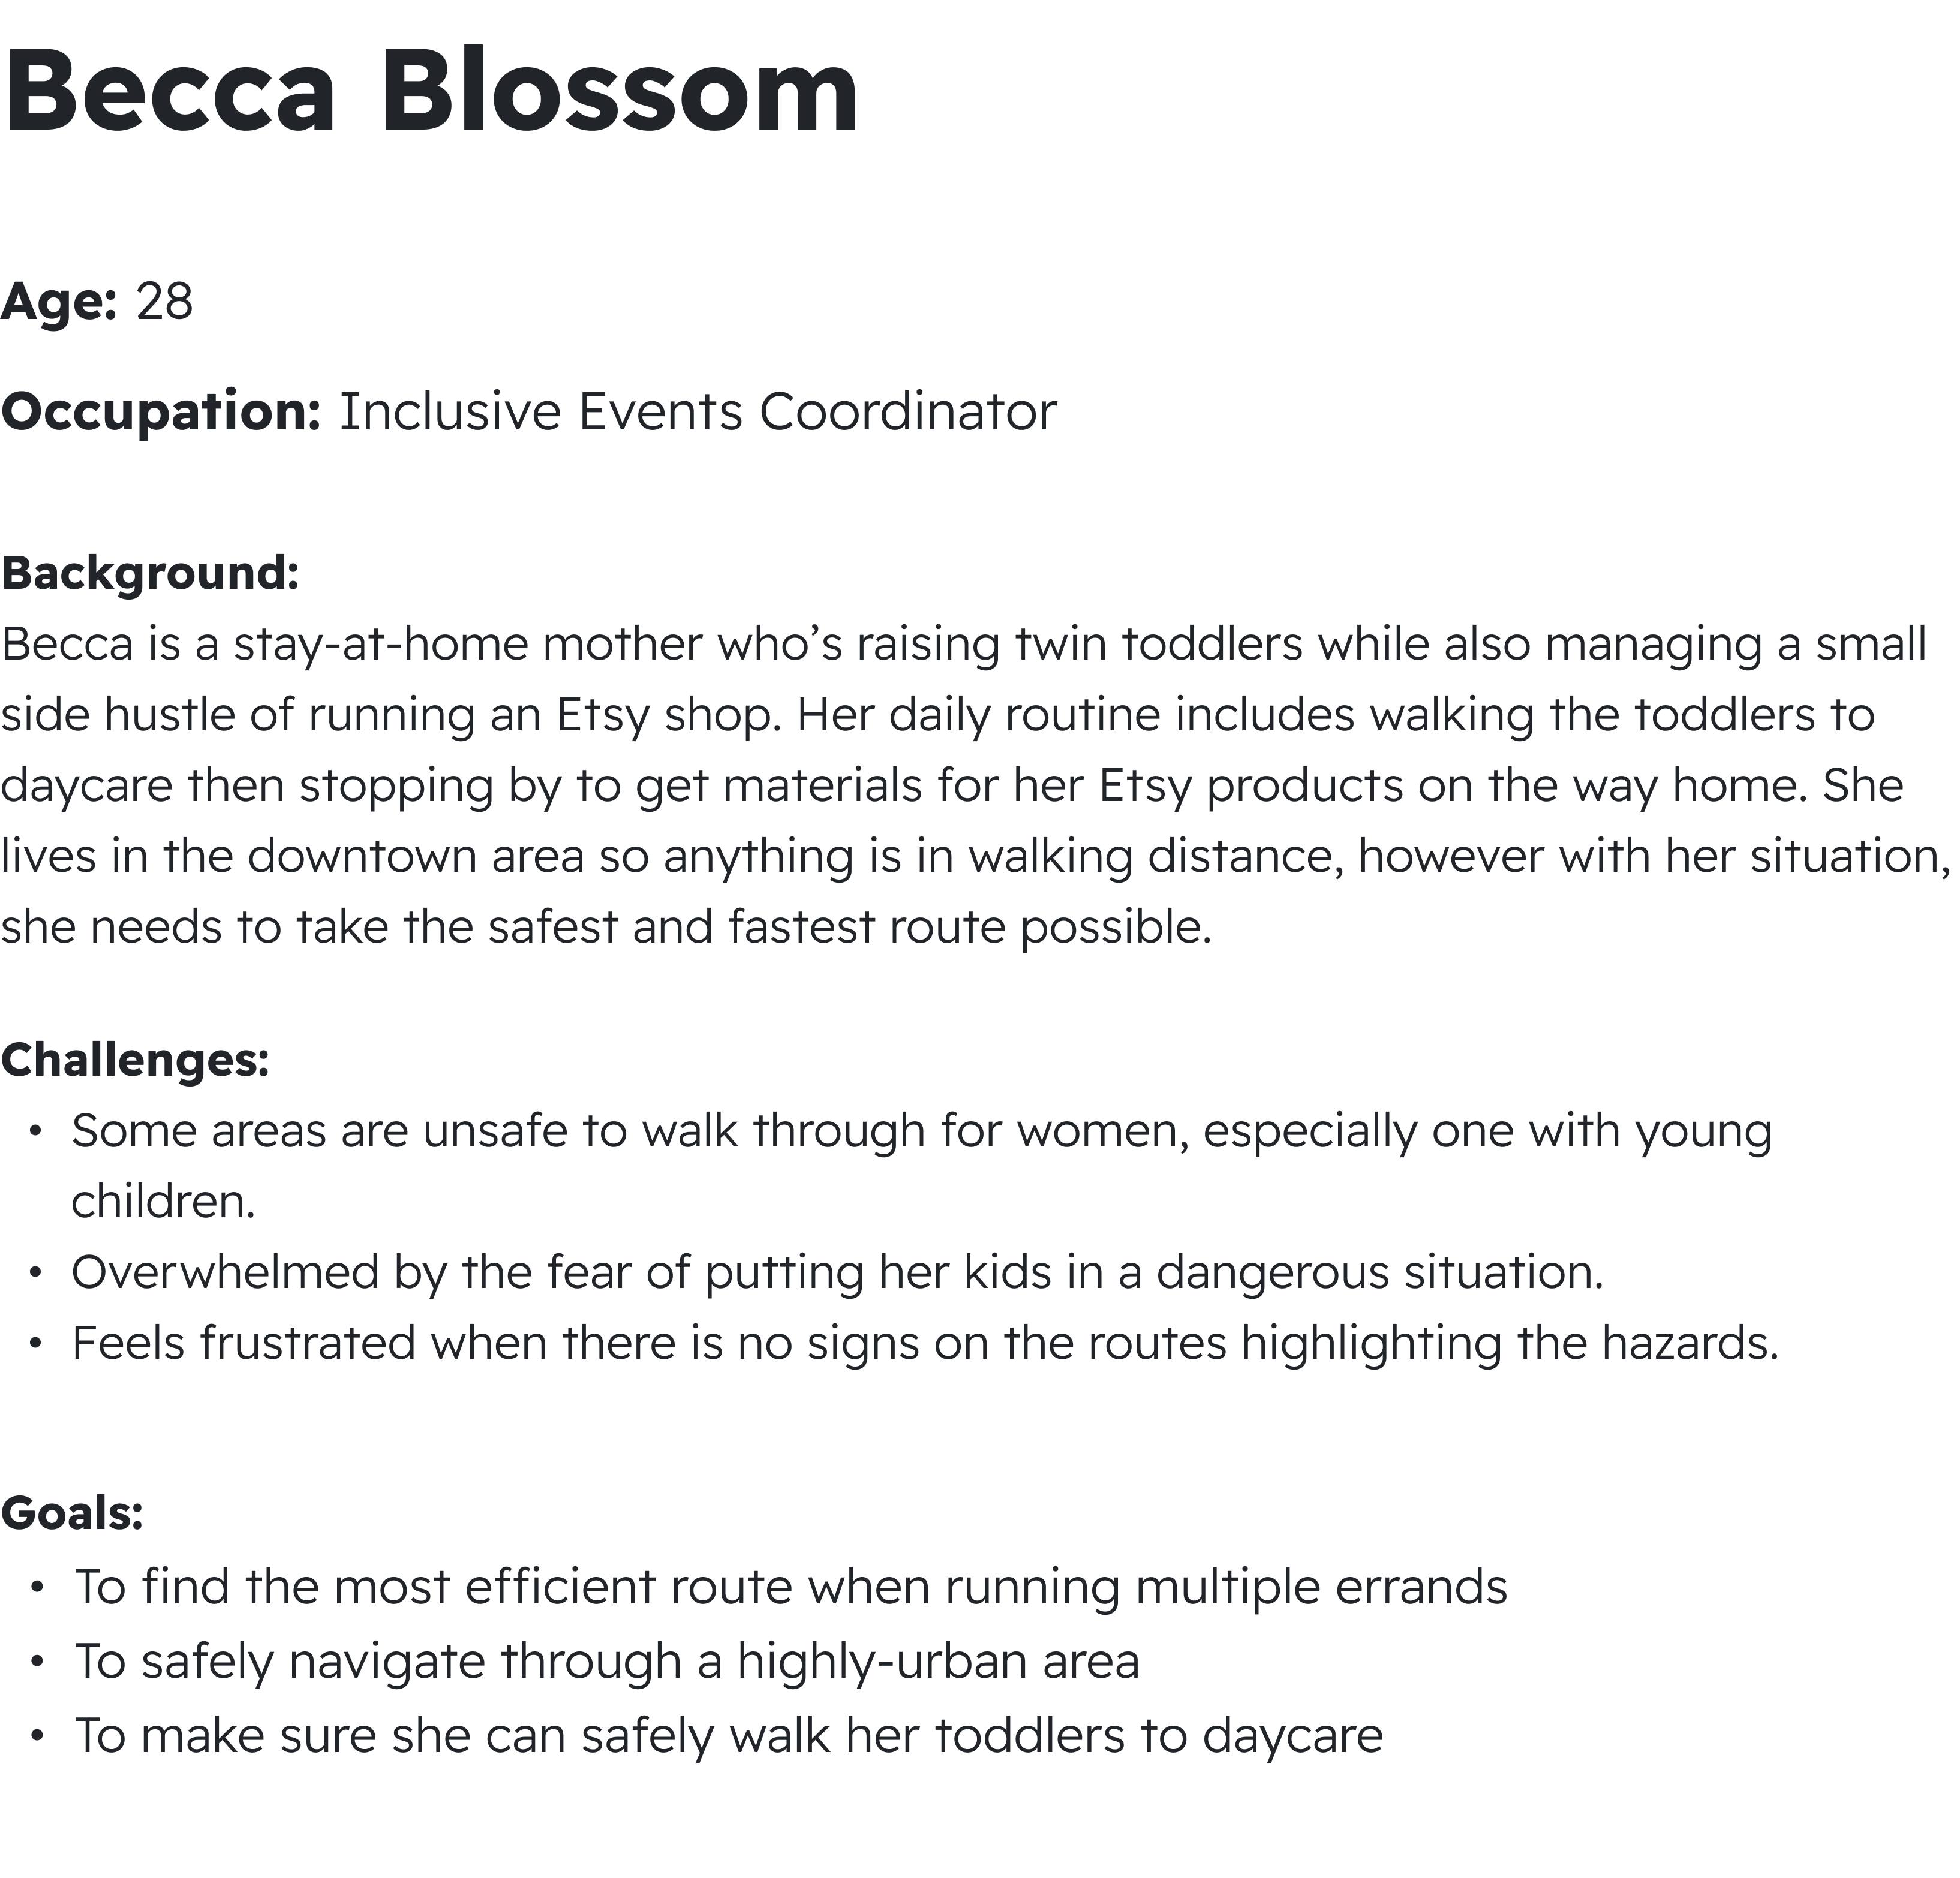 Becca Blossom
Age: 28
Occupation: Inclusive Events Coordinator
Background:
Becca is a stay-at-home mother who’s raising twin toddlers while also managing a small
side hustle of running an Etsy shop. Her daily routine includes walking the toddlers to
daycare then stopping by to get materials for her Etsy products on the way home. She
lives in the downtown area so anything is in walking distance, however with her situation,
she needs to take the safest and fastest route possible.
Challenges:
• Some areas are unsafe to walk through for women, especially one with young
children.
• Overwhelmed by the fear of putting her kids in a dangerous situation.
• Feels frustrated when there is no signs on the routes highlighting the hazards.
Goals:
• To find the most efficient route when running multiple errands
• To safely navigate through a highly-urban area
• To make sure she can safely walk her toddlers to daycare